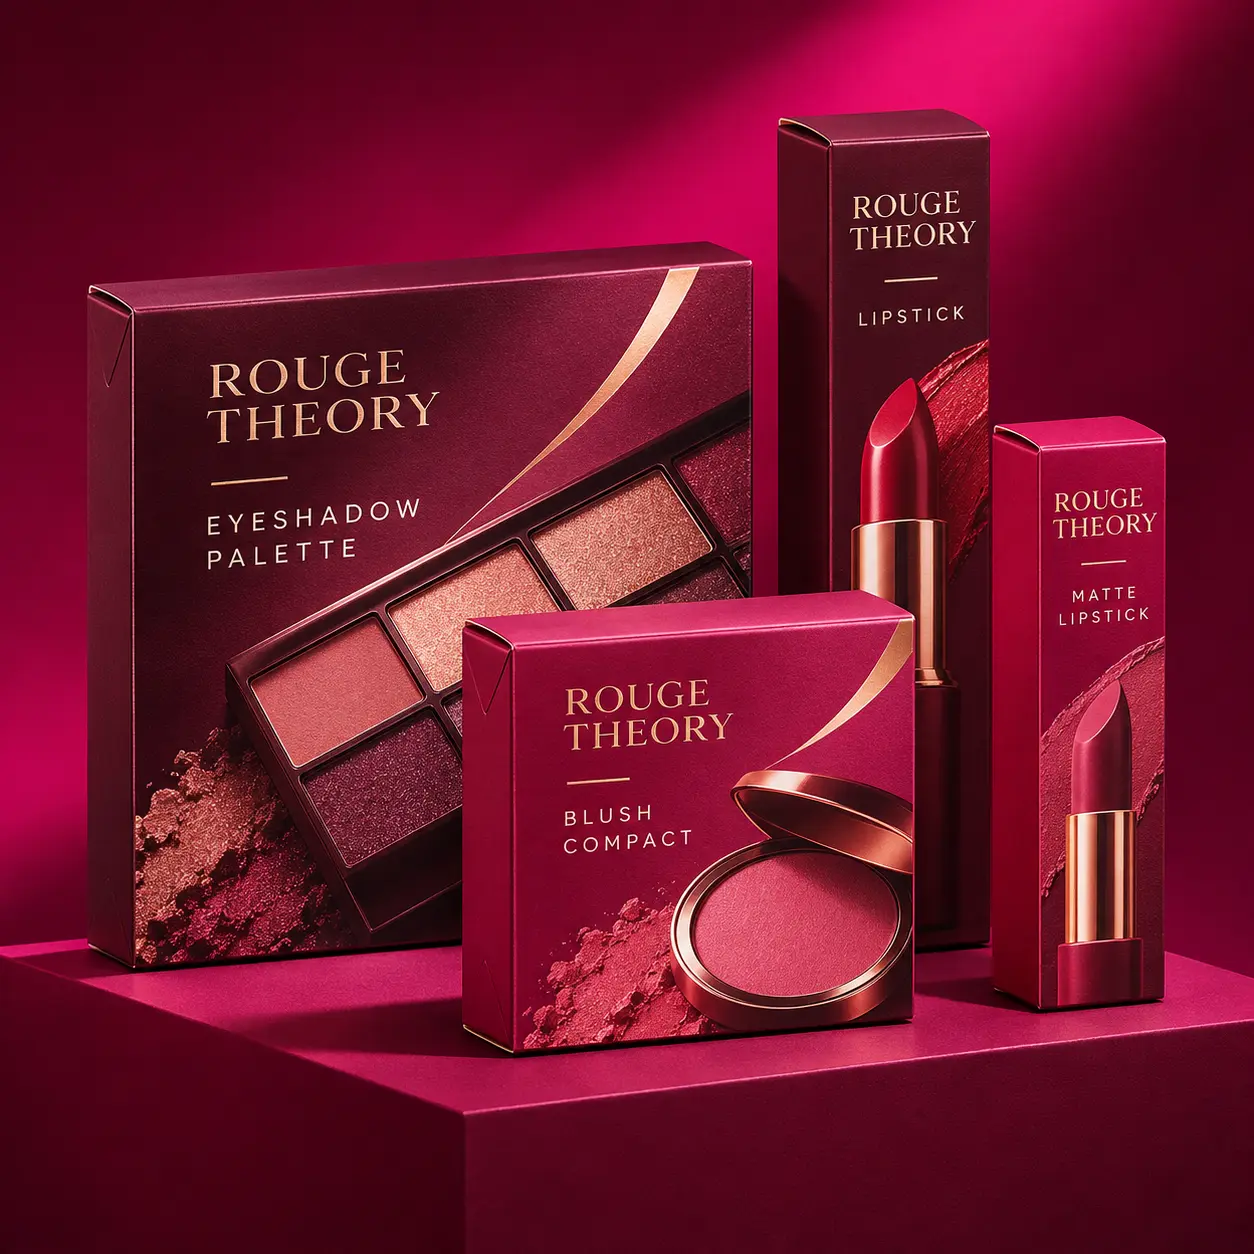 ROUGE
THEORY
EYESHADOW
PALETTE
ROUGE
THEORY
LIPSTICK
ROUGE
THEORY
MATTE
LIPSTICK
ROUGE
THEORY
BLUSH
COMPACT